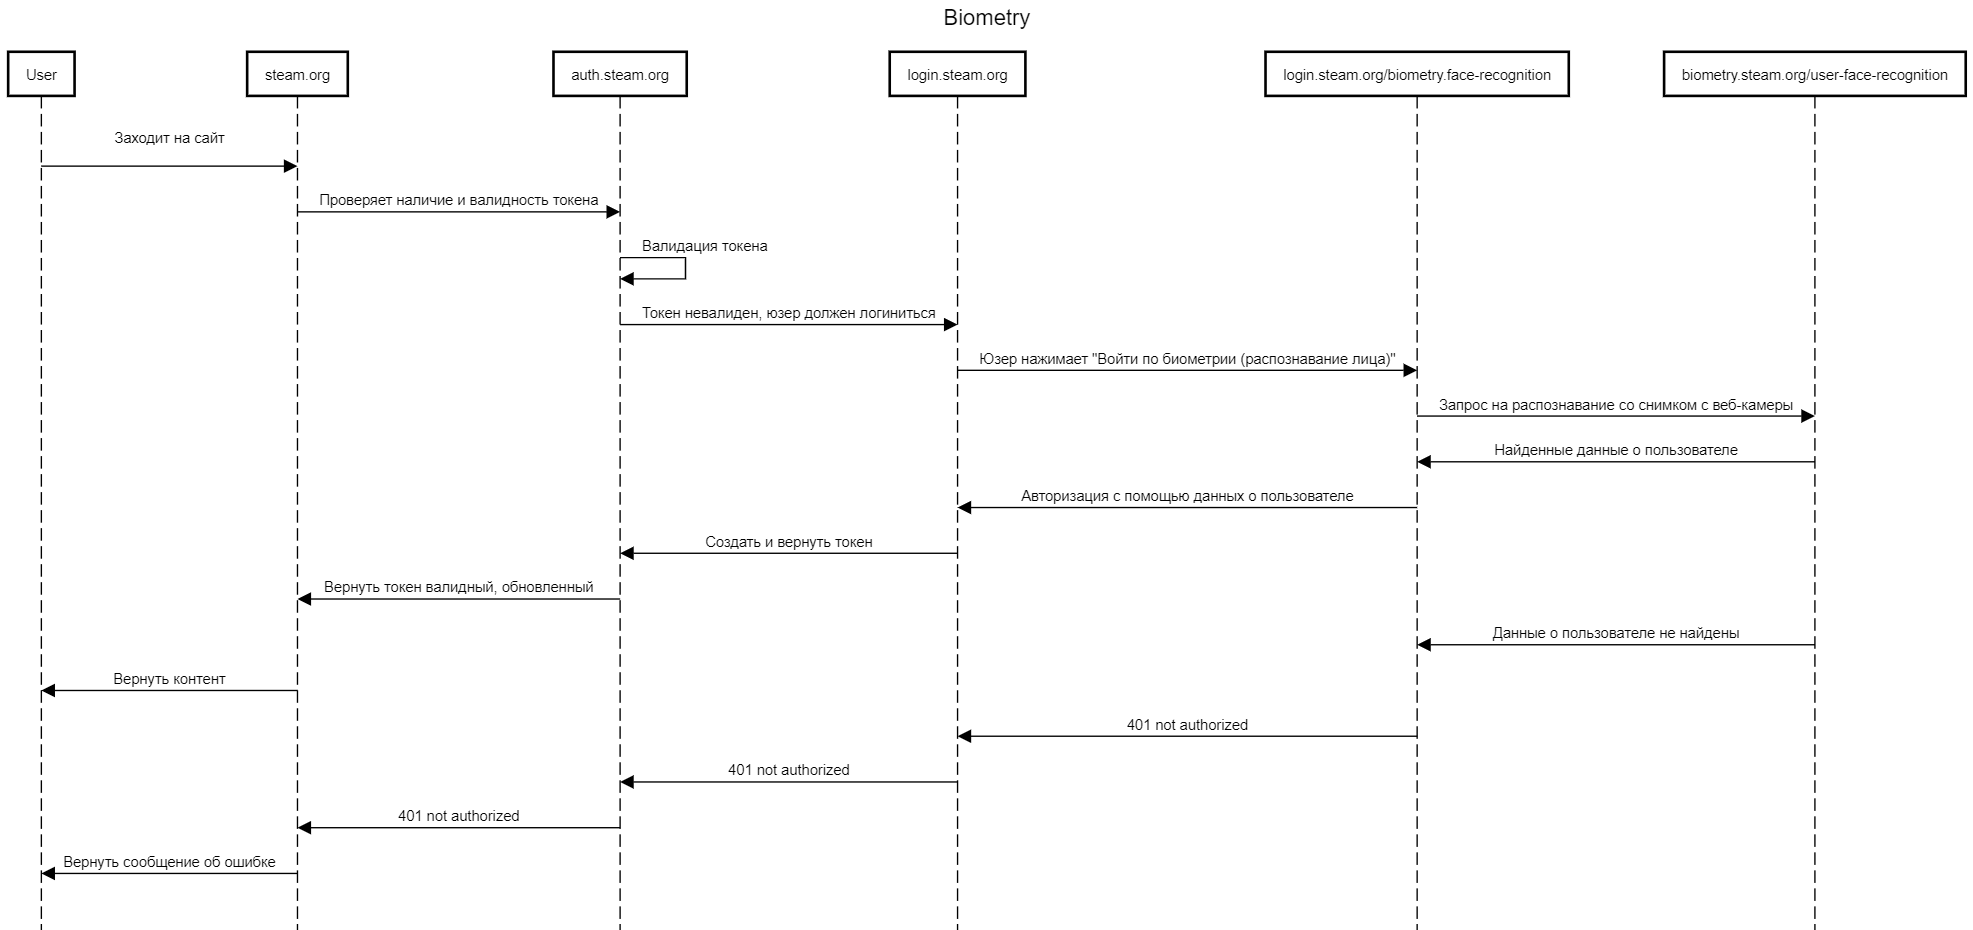 Biometry
User
steam.org
auth.steam.org
login.steam.org
login.steam.org/biometry.face-recognition
biometry.steam.org/user-face-recognition
Заходит на сайт
Проверяет наличие и валидность токена
Валидация токена
Токен невалиден, юзер должен логиниться
Юзер нажимает "Войти по биометрии (распознавание лица)"
Запрос на распознавание со снимком с веб-камеры
Найденные данные о пользователе
Авторизация с помощью данных о пользователе
Создать и вернуть токен
Вернуть токен валидный, обновленный
Данные о пользователе не найдены
Вернуть контент
401 not authorized
401 not authorized
401 not authorized
Вернуть сообщение об ошибке